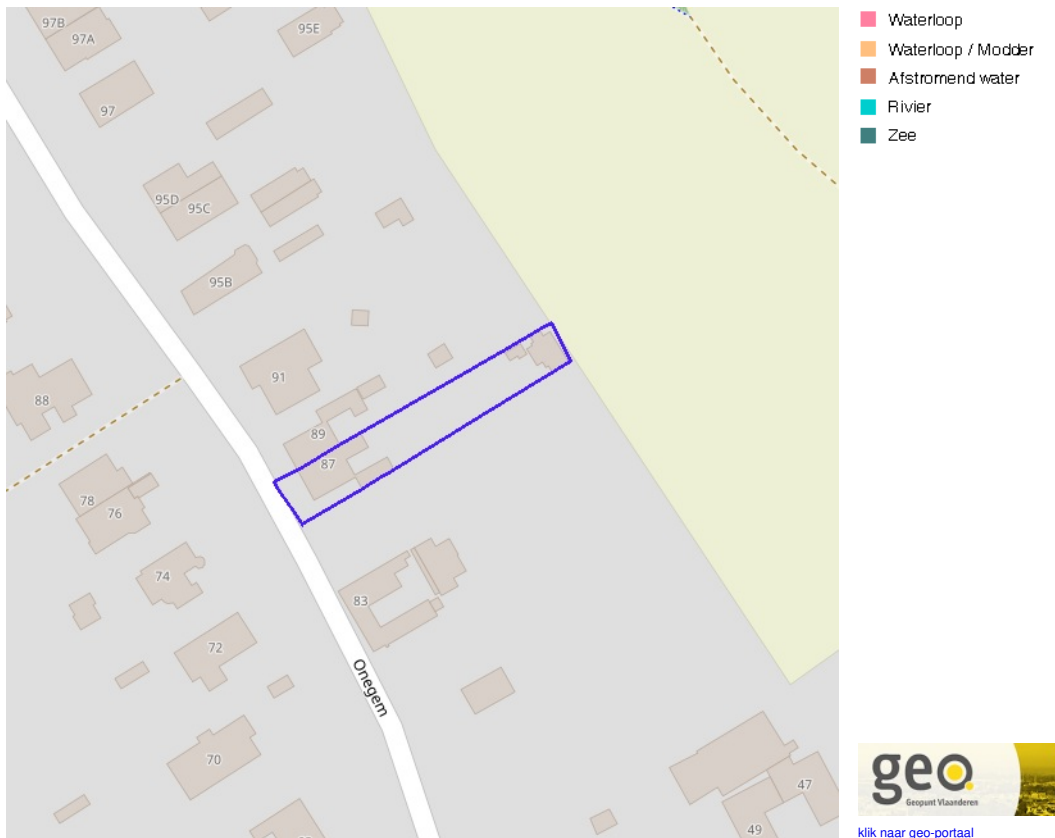 97B
97A
95E
97
95D
95C
95B
91
88
89
87
78
76
74
83
72
Onegem
70
47
49
Waterloop
Waterloop / Modder
Afstromend water
Rivier
Zee
geo.
Geopunt Vlaanderen
klik naar geo-portaal